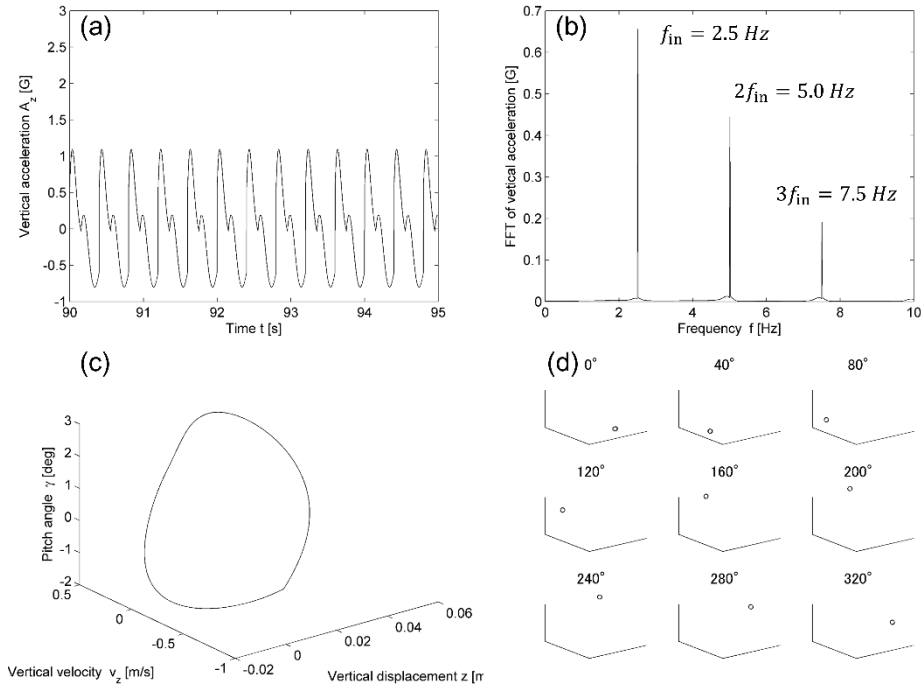 (a)
Vertical acceleration A_z [G]
3
2.5
2
1.5
1
0.5
0
-0.5
-1
90 91 92 93 94 95
Time t [s]
(b)
f_in = 2.5 Hz
2f_in = 5.0 Hz
3f_in = 7.5 Hz
FFT of vetical acceleration [G]
0.7
0.6
0.5
0.4
0.3
0.2
0.1
0
0 2 4 6 8 10
Frequency f [Hz]
(c)
Pitch angle γ [deg]
3
2
1
0
-1
-2
0.5
0
-0.5
-1
-0.02
0
0.02
0.04
0.06
Vertical velocity v_z [m/s]
Vertical displacement z [m
(d)
0° 40° 80°
120° 160° 200°
240° 280° 320°